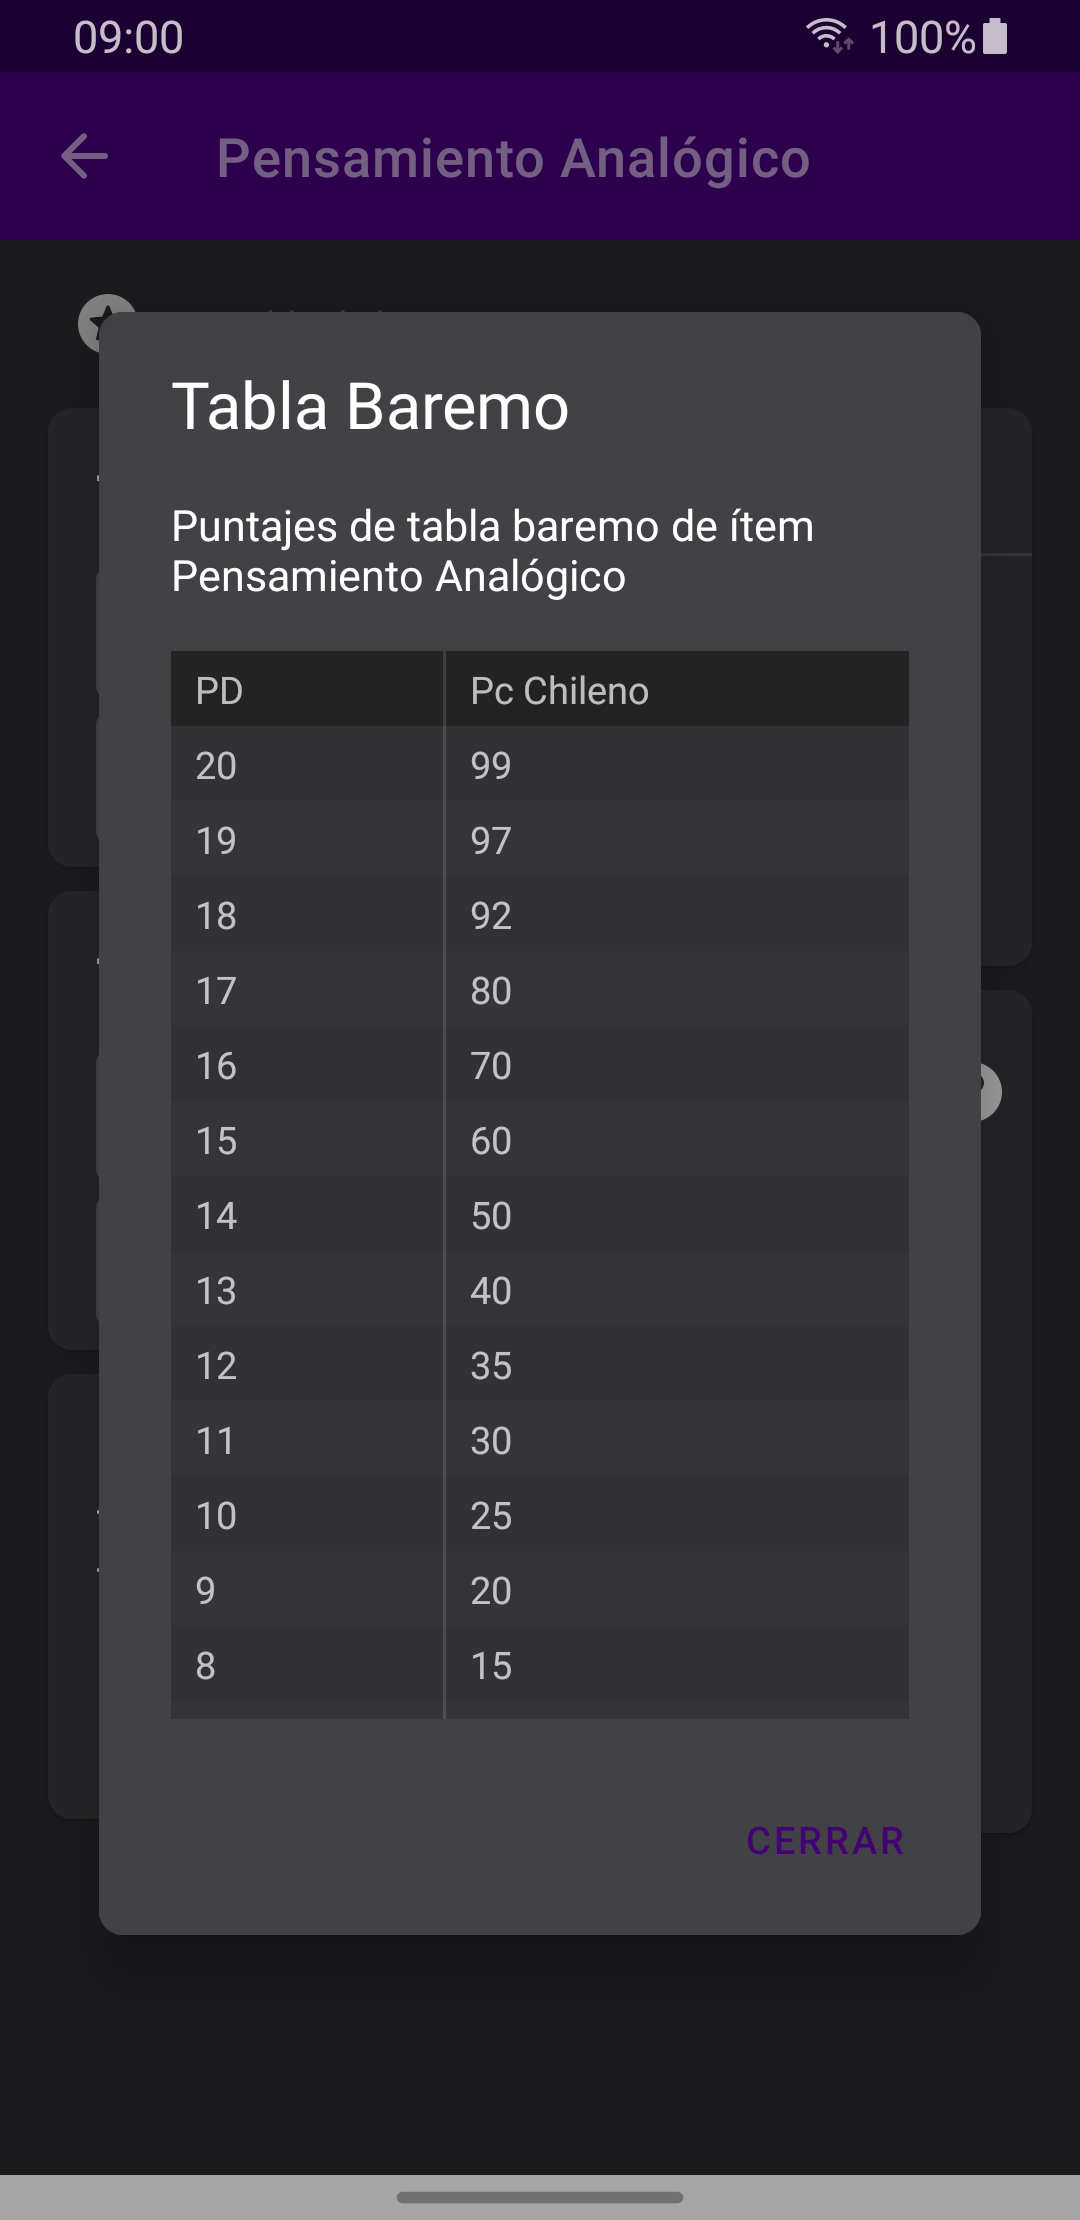 09:00
100%
Pensamiento Analógico
Tabla Baremo
Puntajes de tabla baremo de ítem
Pensamiento Analógico
PD Pc Chileno
20 99
19 97
18 92
17 80
16 70
15 60
14 50
13 40
12 35
11 30
10 25
9 20
8 15
CERRAR